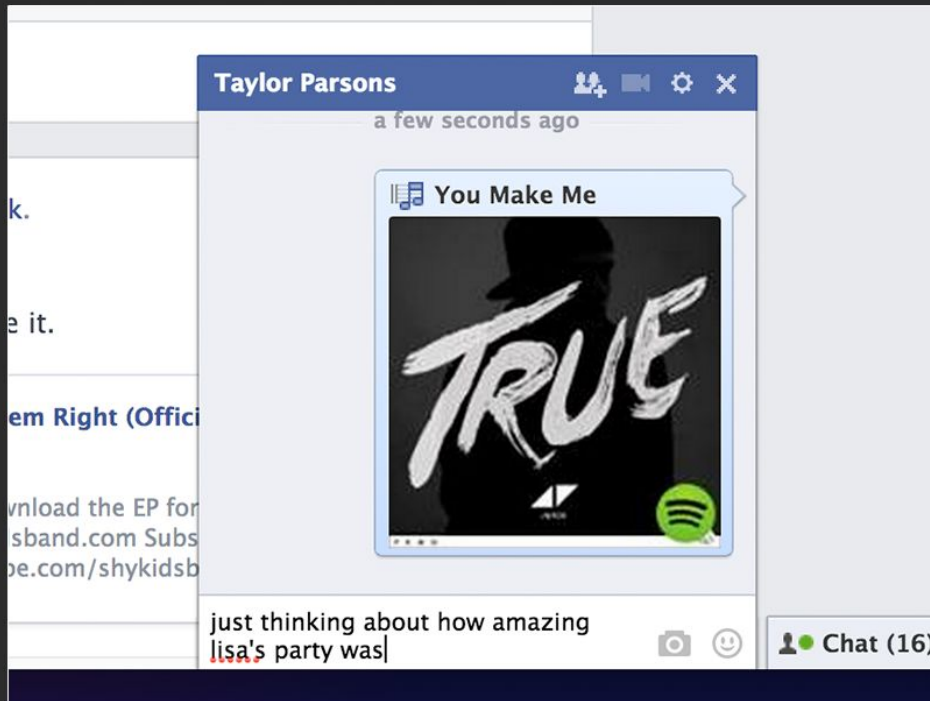 Taylor Parsons
a few seconds ago
You Make Me
TRUE
k.
e it.
em Right (Offici
wnload the EP for
sband.com Subs
be.com/shykidsb
just thinking about how amazing
lisa's party was
Chat (16)